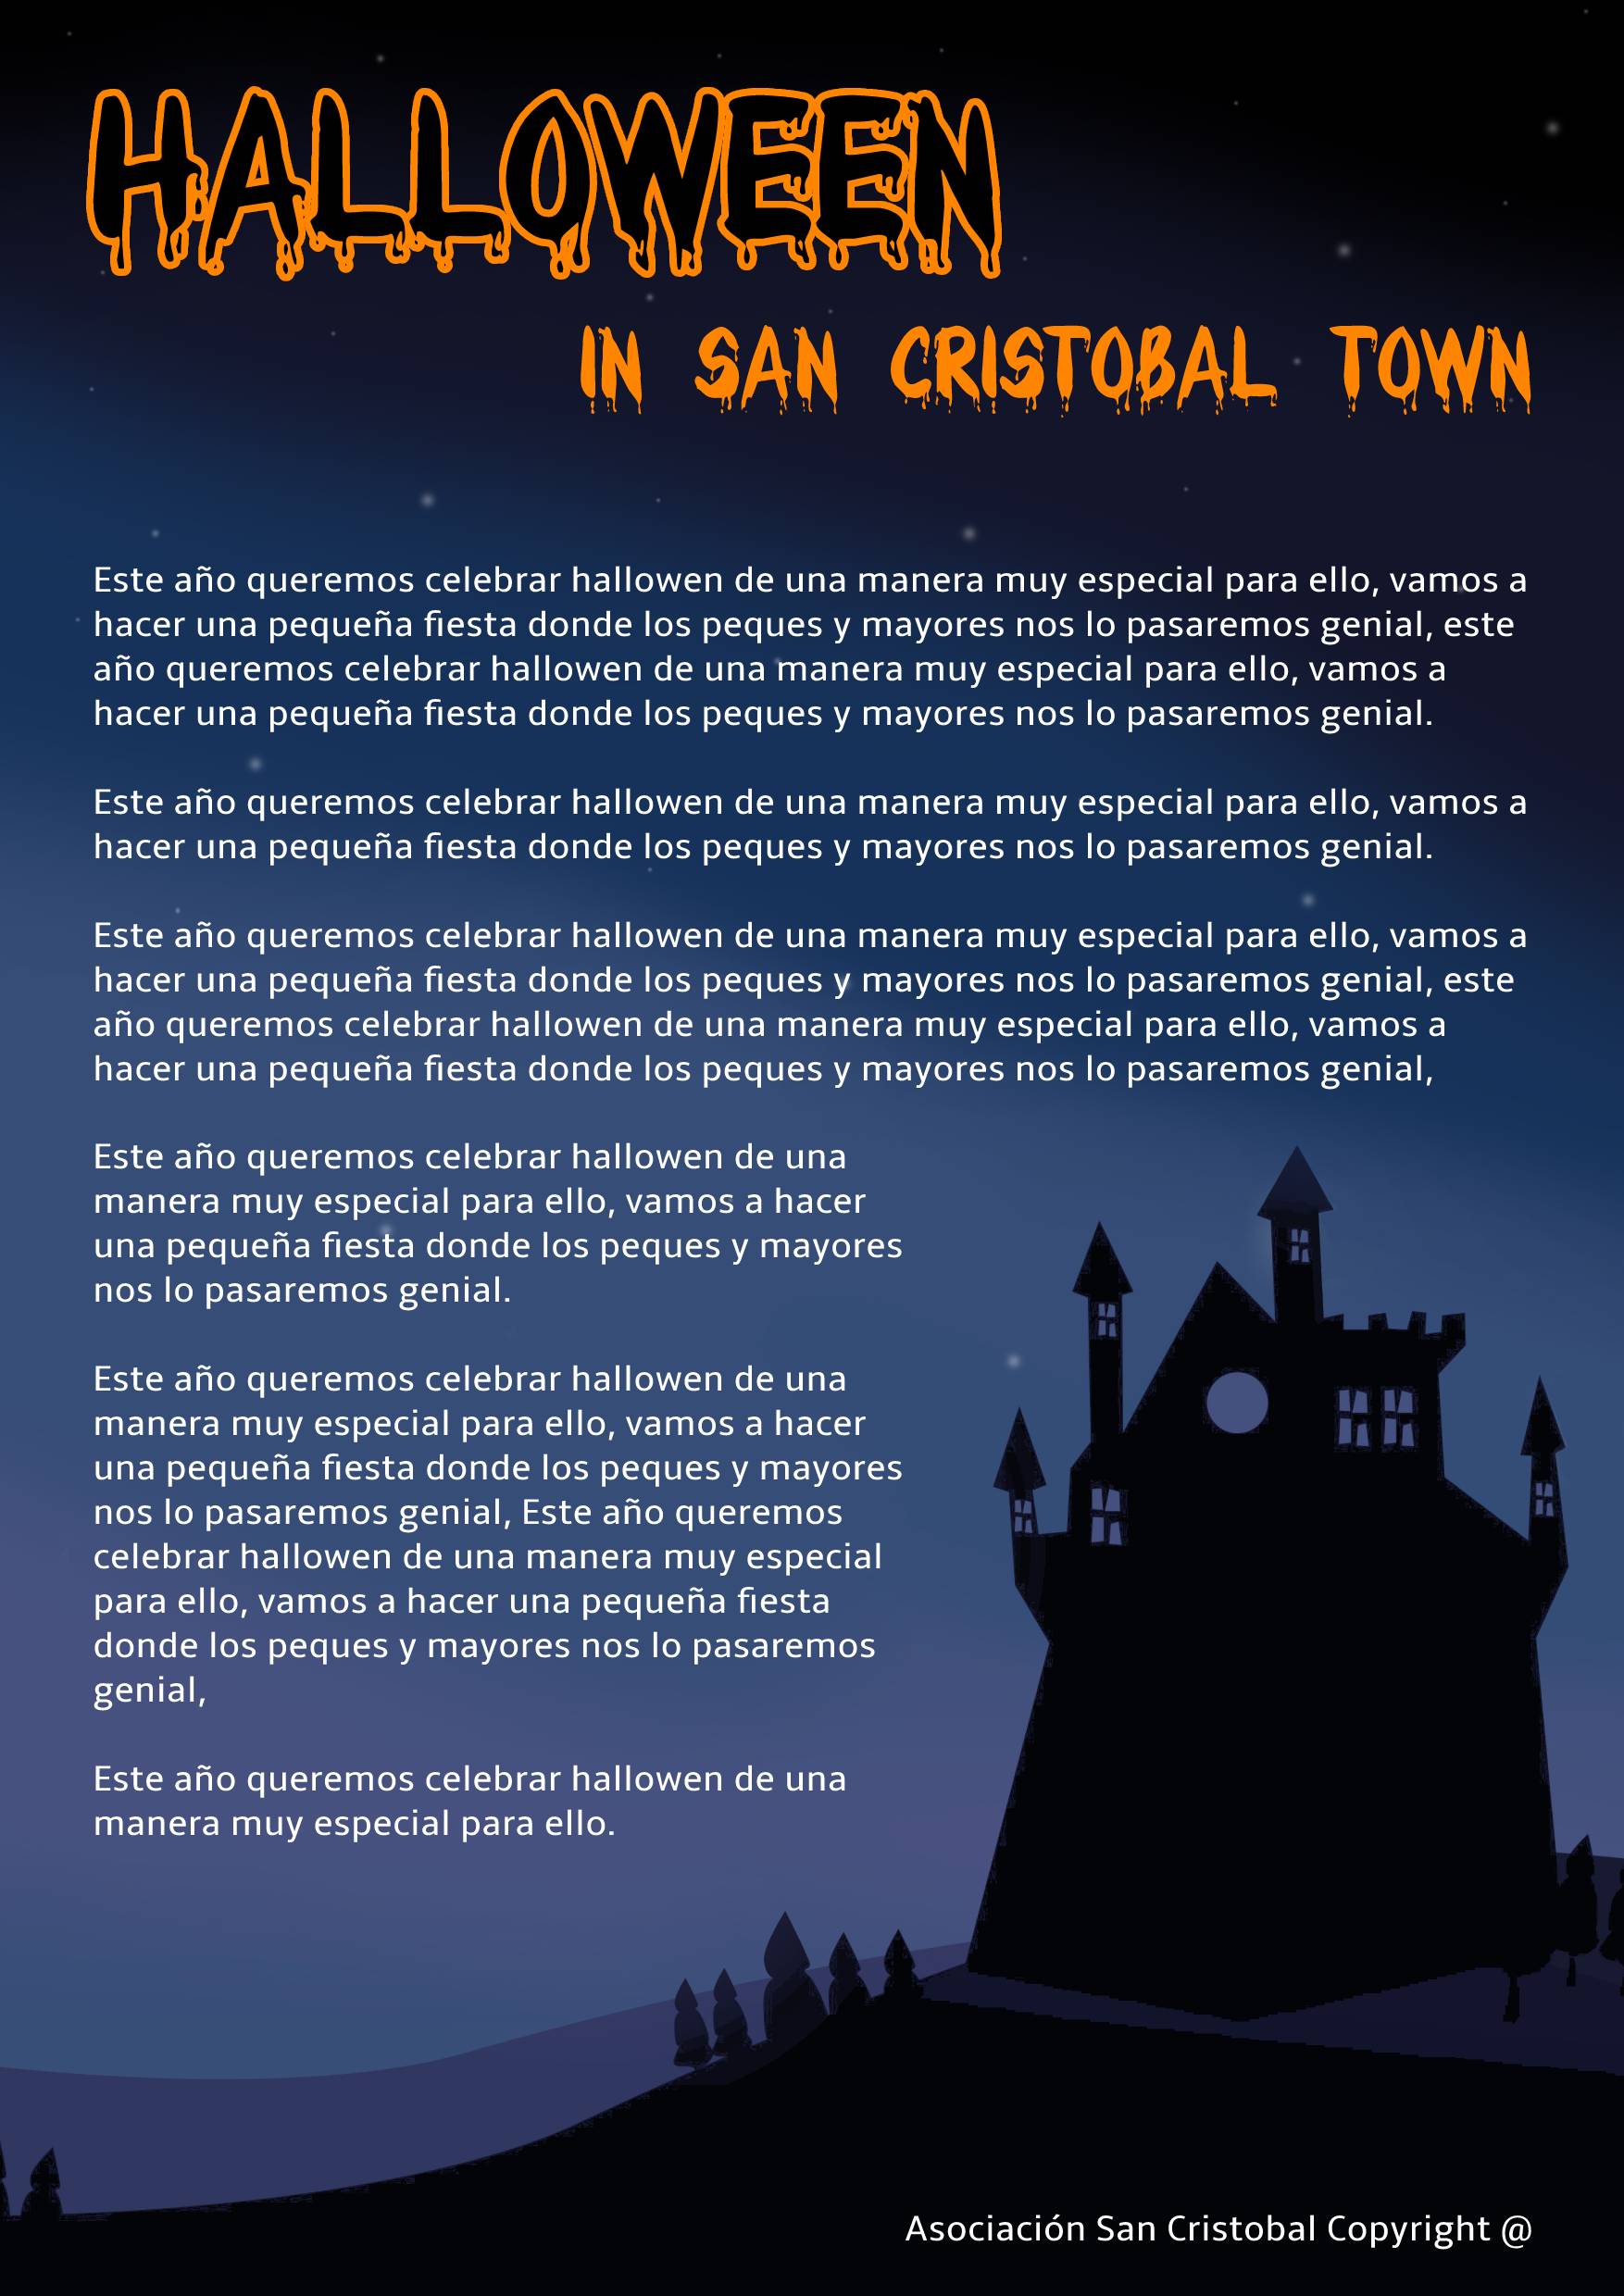 HALLOWEEN
IN SAN CRISTOBAL TOWN
Este año queremos celebrar hallowen de una manera muy especial para ello, vamos a
hacer una pequeña fiesta donde los peques y mayores nos lo pasaremos genial, este
año queremos celebrar hallowen de una manera muy especial para ello, vamos a
hacer una pequeña fiesta donde los peques y mayores nos lo pasaremos genial.
Este año queremos celebrar hallowen de una manera muy especial para ello, vamos a
hacer una pequeña fiesta donde los peques y mayores nos lo pasaremos genial.
Este año queremos celebrar hallowen de una manera muy especial para ello, vamos a
hacer una pequeña fiesta donde los peques y mayores nos lo pasaremos genial, este
año queremos celebrar hallowen de una manera muy especial para ello, vamos a
hacer una pequeña fiesta donde los peques y mayores nos lo pasaremos genial,
Este año queremos celebrar hallowen de una
manera muy especial para ello, vamos a hacer
una pequeña fiesta donde los peques y mayores
nos lo pasaremos genial.
Este año queremos celebrar hallowen de una
manera muy especial para ello, vamos a hacer
una pequeña fiesta donde los peques y mayores
nos lo pasaremos genial, Este año queremos
celebrar hallowen de una manera muy especial
para ello, vamos a hacer una pequeña fiesta
donde los peques y mayores nos lo pasaremos
genial,
Este año queremos celebrar hallowen de una
manera muy especial para ello.
Asociación San Cristobal Copyright @